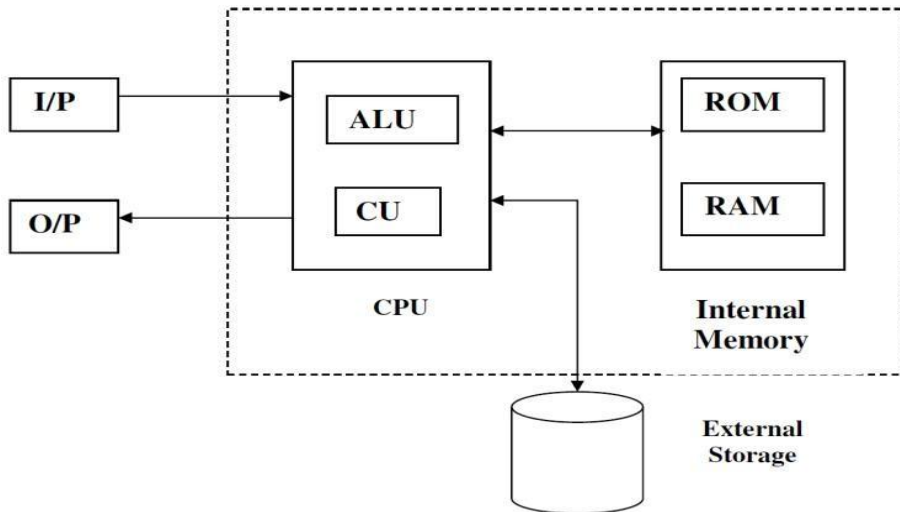 I/P
O/P
ALU
CU
CPU
ROM
RAM
Internal
Memory
External
Storage